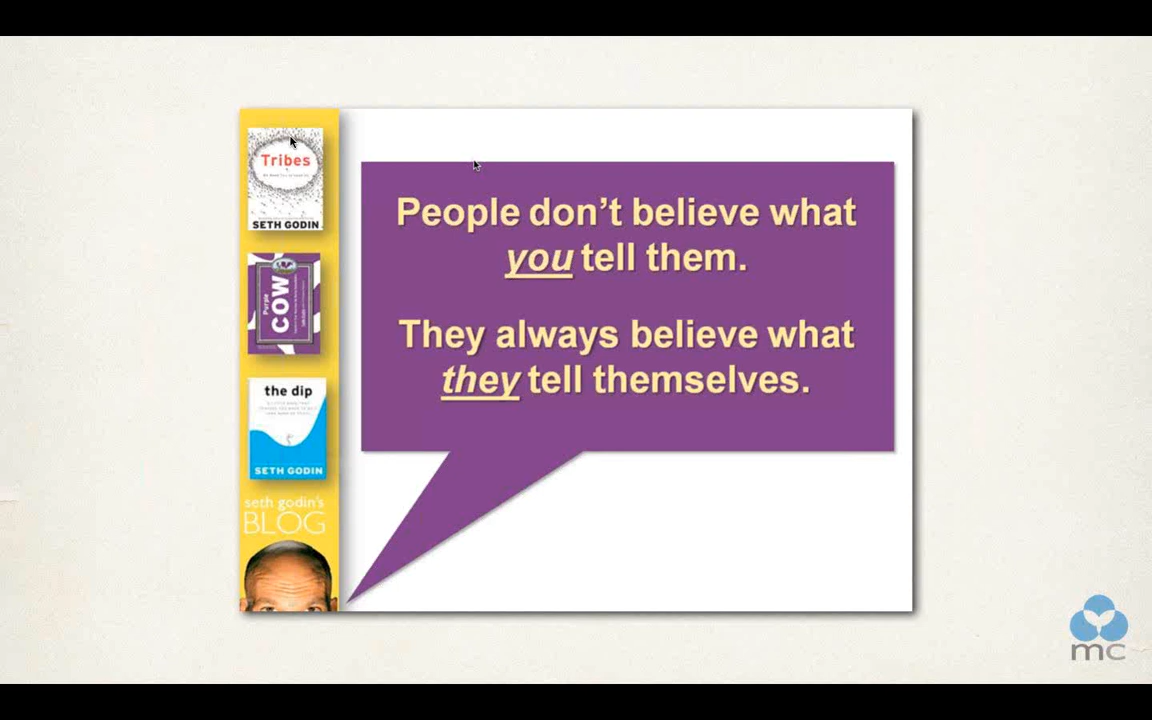 Tribes
SETH GODIN
Purple
COW
the dip
SETH GODIN
seth godin's
BLOG
People don't believe what
you tell them.
They always believe what
they tell themselves.
mc